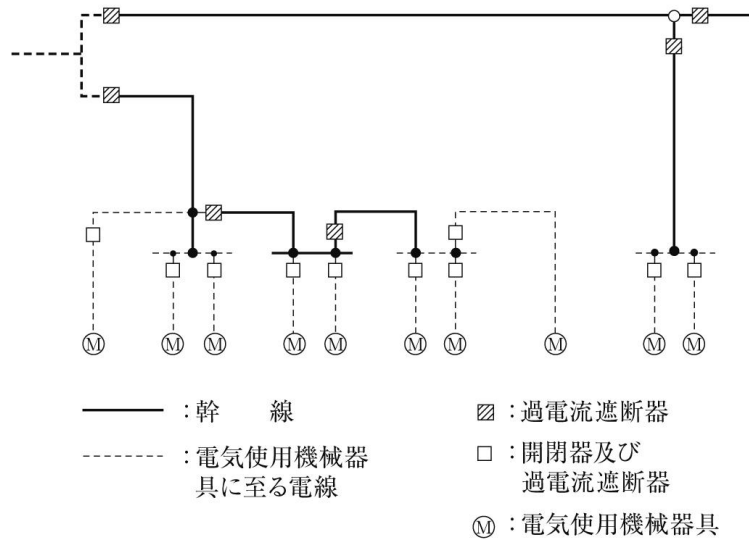 M M M M M M M M M M
：幹　　線
：過電流遮断器
：電気使用機械器
具に至る電線
：開閉器及び
過電流遮断器
M ：電気使用機械器具